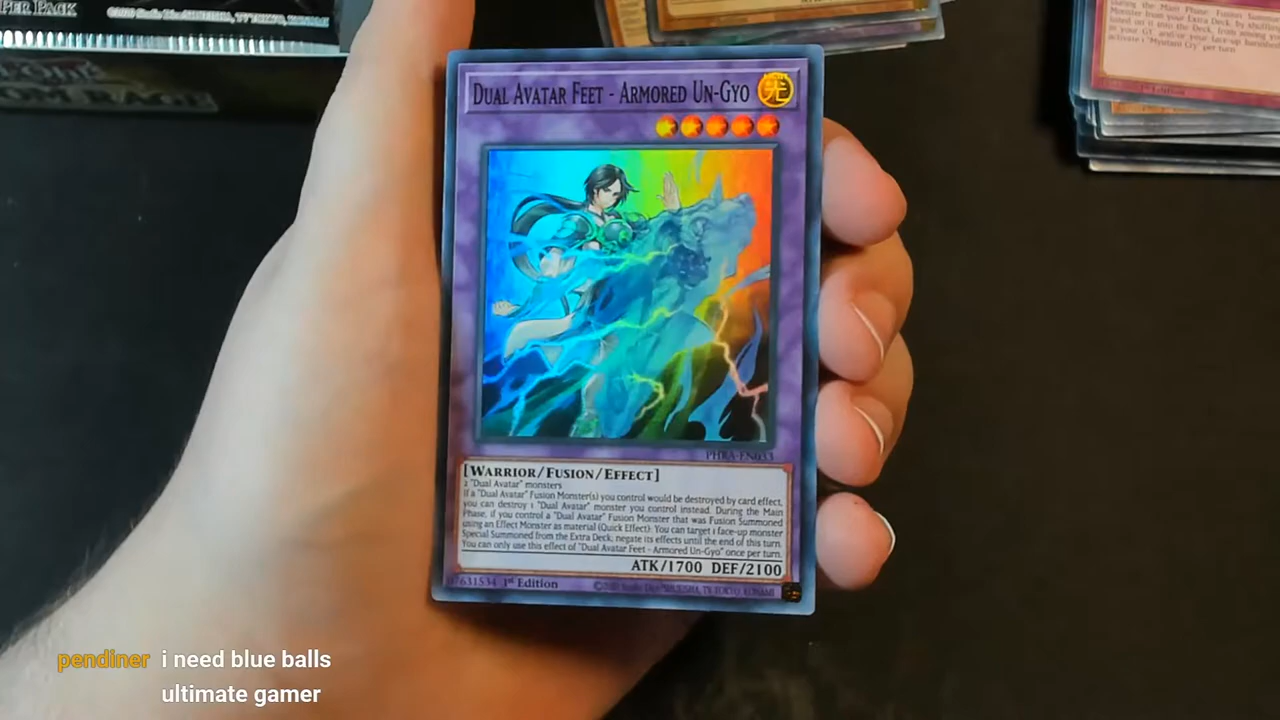 PER PACK
DUAL AVATAR FEET - ARMORED UN-GYO
PHRA-EN033
[WARRIOR/FUSION/EFFECT]
2 "Dual Avatar" monsters
If a "Dual Avatar" Fusion Monster(s) you control would be destroyed by card effect,
you can destroy 1 "Dual Avatar" monster you control instead. During the Main
Phase, if you control a "Dual Avatar" Fusion Monster that was Fusion Summoned
using an Effect Monster as material (Quick Effect): You can target 1 face-up monster
Special Summoned from the Extra Deck; negate its effects until the end of this turn.
You can only use this effect of "Dual Avatar Feet - Armored Un-Gyo" once per turn.
ATK/1700 DEF/2100
07631534 1st Edition
pendiner i need blue balls
ultimate gamer